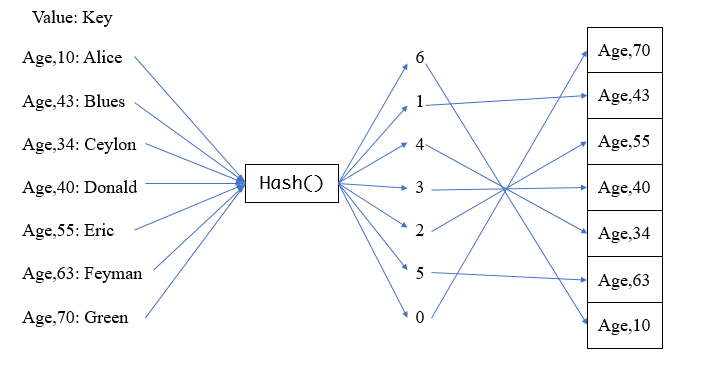 Value: Key
Age,10: Alice
Age,43: Blues
Age,34: Ceylon
Age,40: Donald
Age,55: Eric
Age,63: Feyman
Age,70: Green
Hash()
6
1
4
3
2
5
0
Age,70
Age,43
Age,55
Age,40
Age,34
Age,63
Age,10